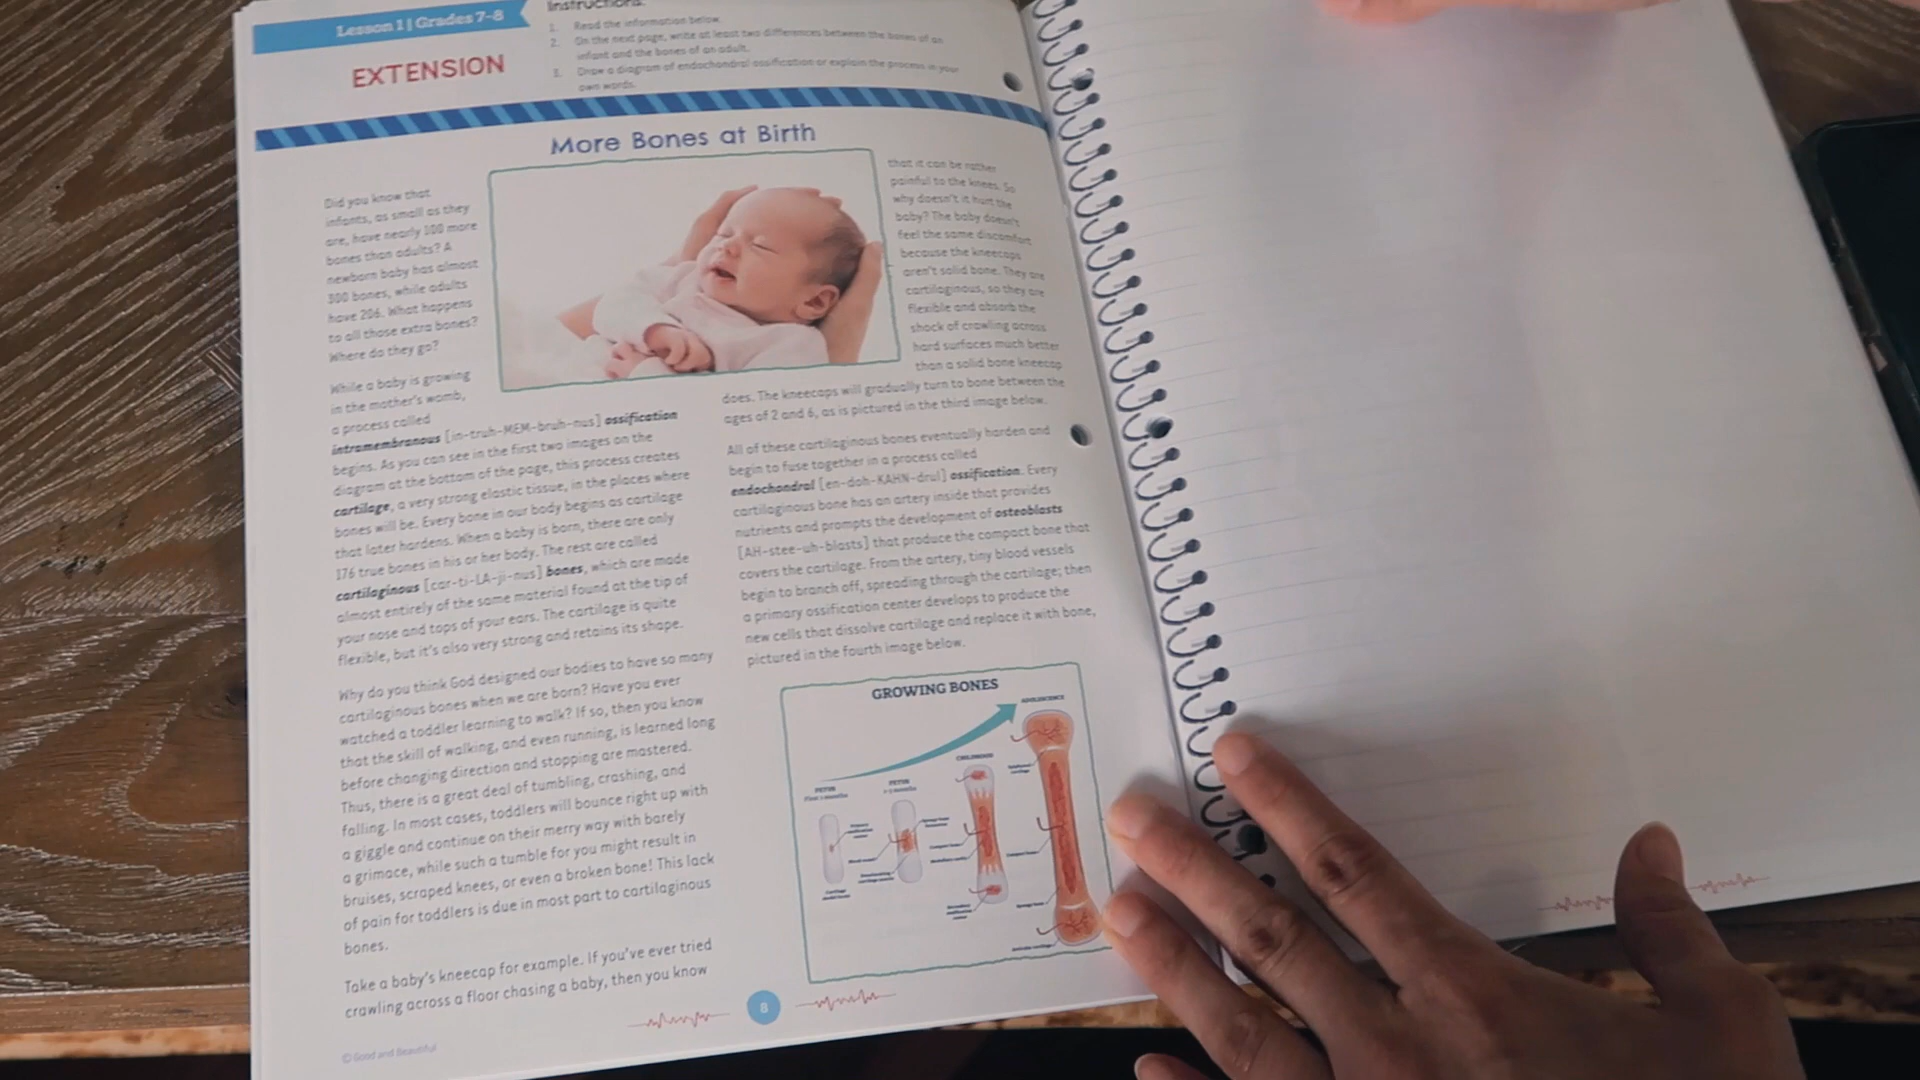 Lesson 1 | Grades 7-8
EXTENSION
Instructions:
1. Read the information below.
2. On the next page, write at least two differences between the bones of an
infant and the bones of an adult.
3. Draw a diagram of endochondral ossification or explain the process in your
own words.
More Bones at Birth
Did you know that
infants, as small as they
are, have nearly 100 more
bones than adults? A
newborn baby has almost
300 bones, while adults
have 206. What happens
to all those extra bones?
Where do they go?
While a baby is growing
in the mother's womb,
a process called
intramembranous [in-truh-MEM-bruh-nus] ossification
begins. As you can see in the first two images on the
diagram at the bottom of the page, this process creates
cartilage, a very strong elastic tissue, in the places where
bones will be. Every bone in our body begins as cartilage
that later hardens. When a baby is born, there are only
176 true bones in his or her body. The rest are called
cartilaginous [car-ti-LA-ji-nus] bones, which are made
almost entirely of the same material found at the tip of
your nose and tops of your ears. The cartilage is quite
flexible, but it's also very strong and retains its shape.
Why do you think God designed our bodies to have so many
cartilaginous bones when we are born? Have you ever
watched a toddler learning to walk? If so, then you know
that the skill of walking, and even running, is learned long
before changing direction and stopping are mastered.
Thus, there is a great deal of tumbling, crashing, and
falling. In most cases, toddlers will bounce right up with
a giggle and continue on their merry way with barely
a grimace, while such a tumble for you might result in
bruises, scraped knees, or even a broken bone! This lack
of pain for toddlers is due in most part to cartilaginous
bones.
Take a baby's kneecap for example. If you've ever tried
crawling across a floor chasing a baby, then you know
that it can be rather
painful to the knees. So
why doesn't it hurt the
baby? The baby doesn't
feel the same discomfort
because the kneecaps
aren't solid bone. They are
cartilaginous, so they are
flexible and absorb the
shock of crawling across
hard surfaces much better
than a solid bone kneecap
does. The kneecaps will gradually turn to bone between the
ages of 2 and 6, as is pictured in the third image below.
All of these cartilaginous bones eventually harden and
begin to fuse together in a process called
endochondral [en-doh-KAHN-drul] ossification. Every
cartilaginous bone has an artery inside that provides
nutrients and prompts the development of osteoblasts
[AH-stee-uh-blasts] that produce the compact bone that
covers the cartilage. From the artery, tiny blood vessels
begin to branch off, spreading through the cartilage; then
a primary ossification center develops to produce the
new cells that dissolve cartilage and replace it with bone,
pictured in the fourth image below.
GROWING BONES
ADOLESCENCE
CHILDHOOD
FETUS
FETUS
8
© Good and Beautiful